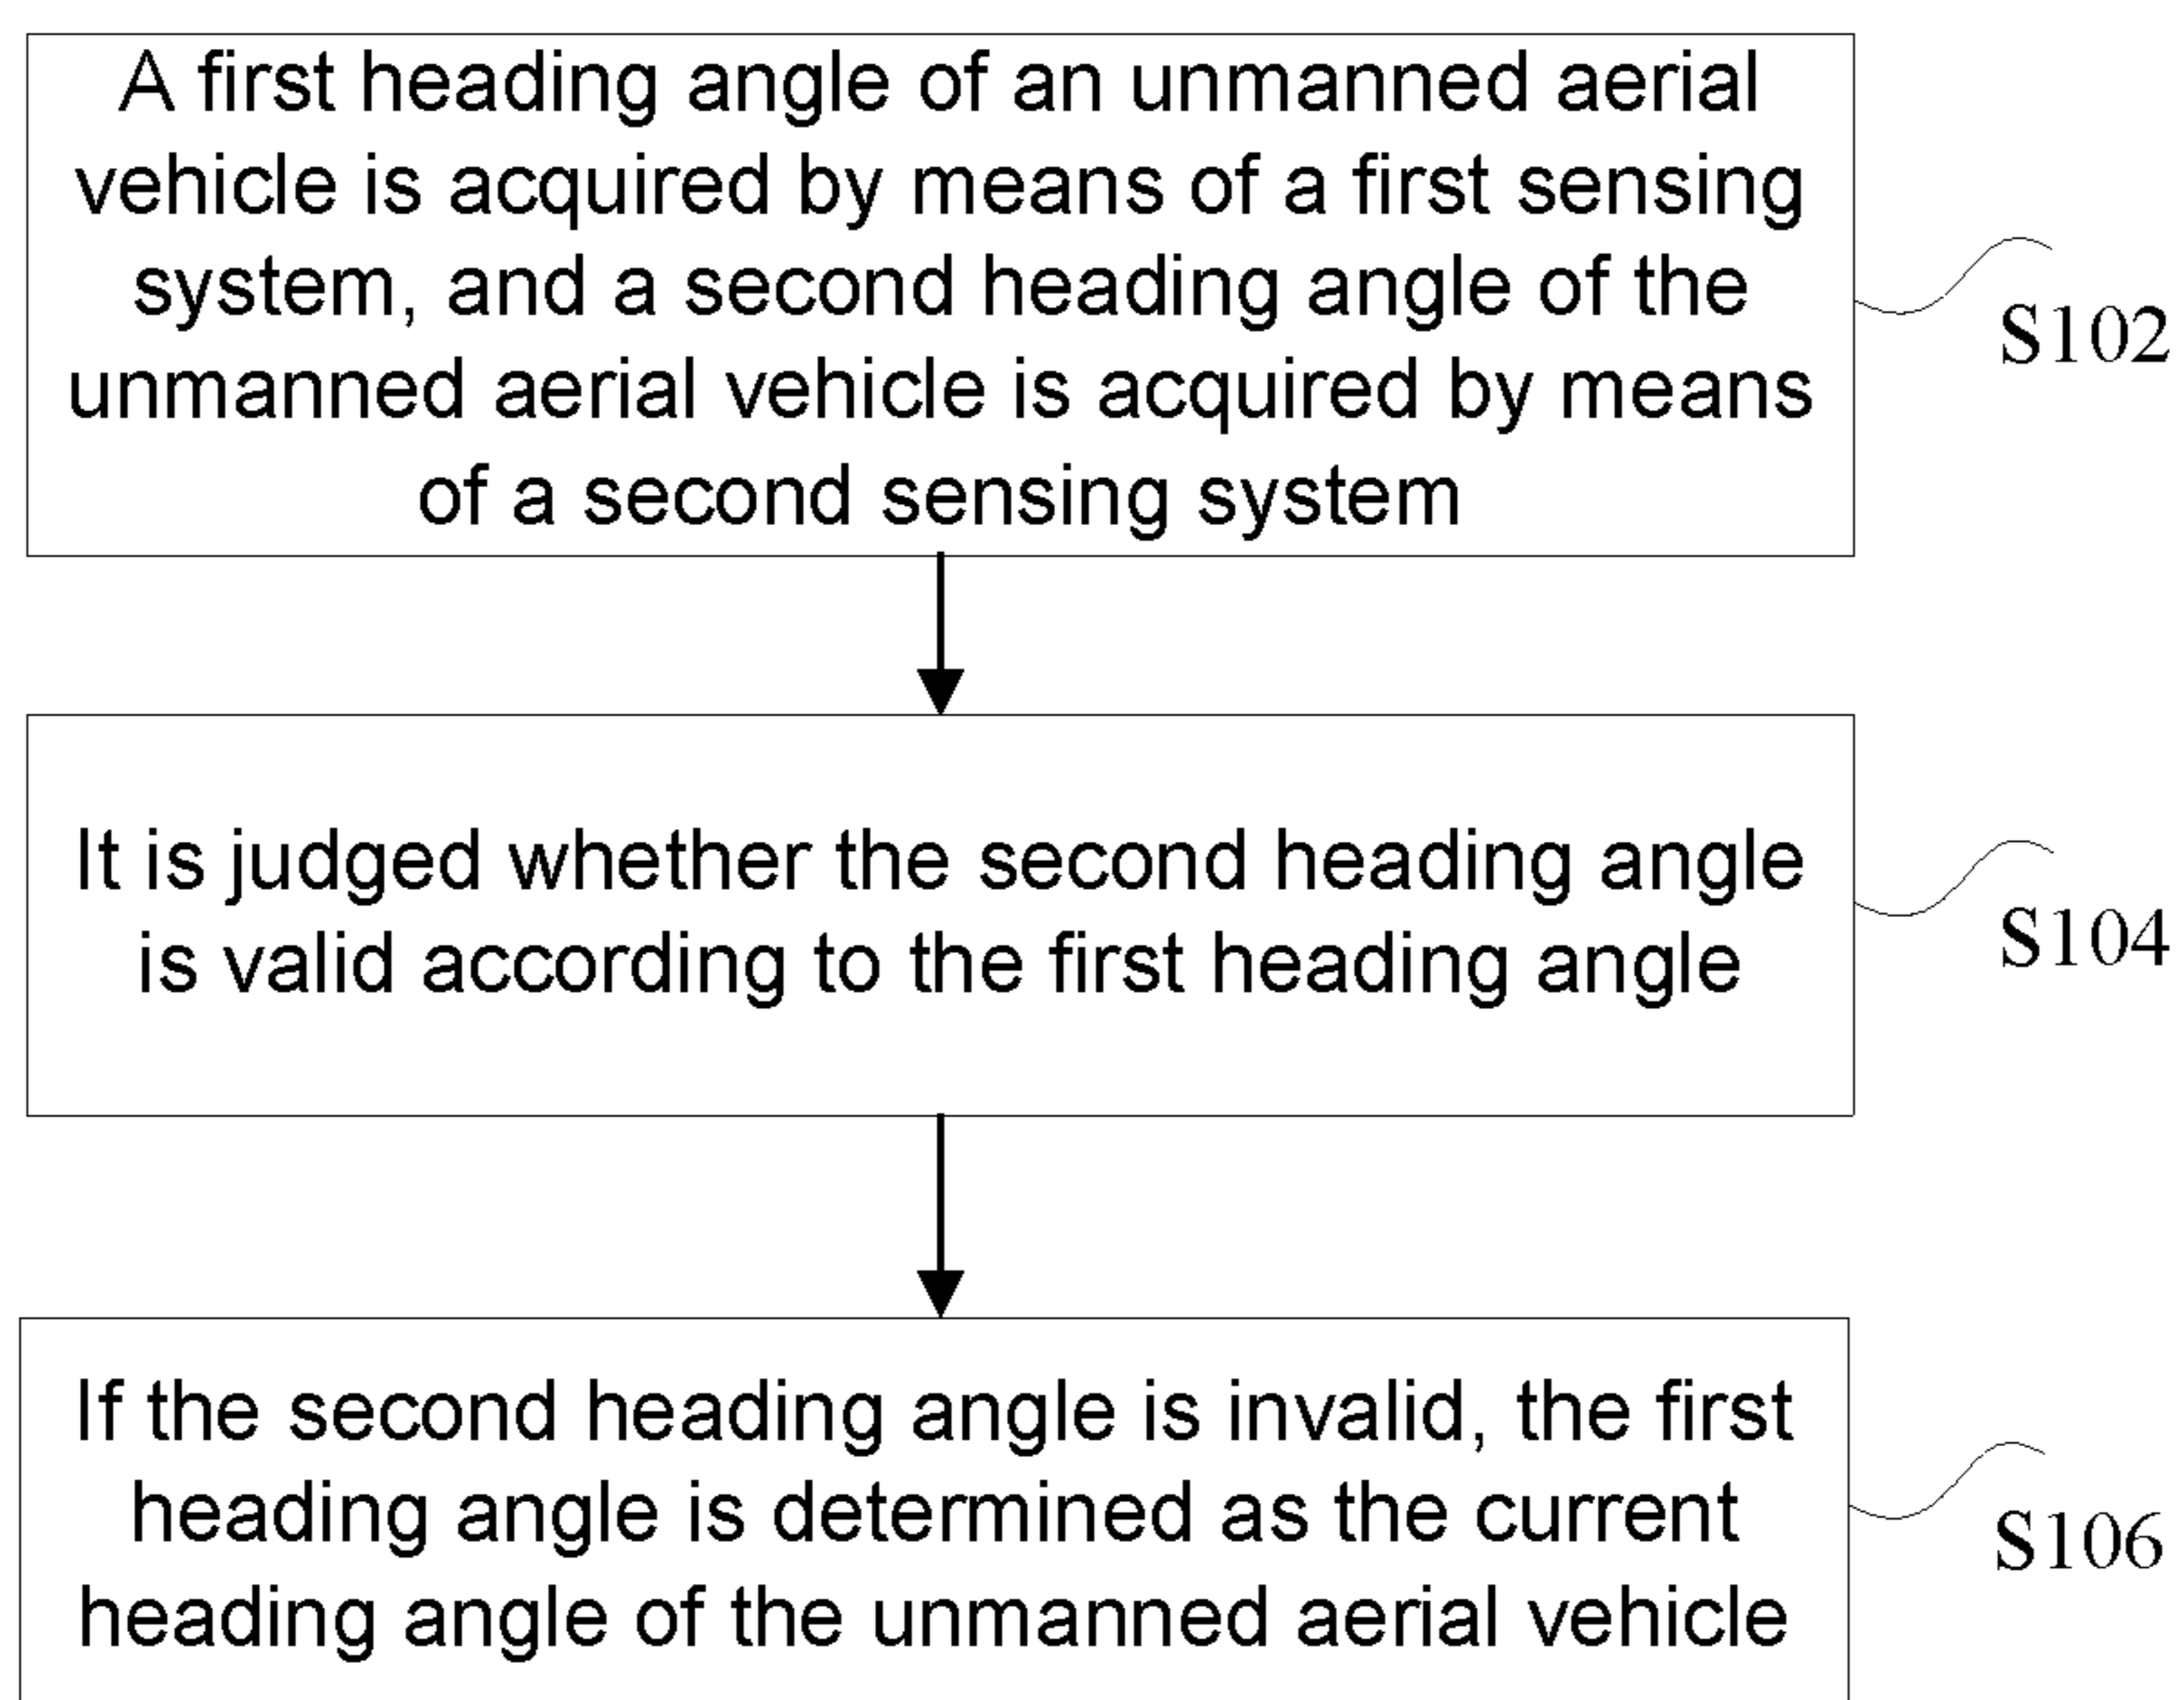 A first heading angle of an unmanned aerial
vehicle is acquired by means of a first sensing
system, and a second heading angle of the
unmanned aerial vehicle is acquired by means
of a second sensing system
S102
It is judged whether the second heading angle
is valid according to the first heading angle
S104
If the second heading angle is invalid, the first
heading angle is determined as the current
heading angle of the unmanned aerial vehicle
S106